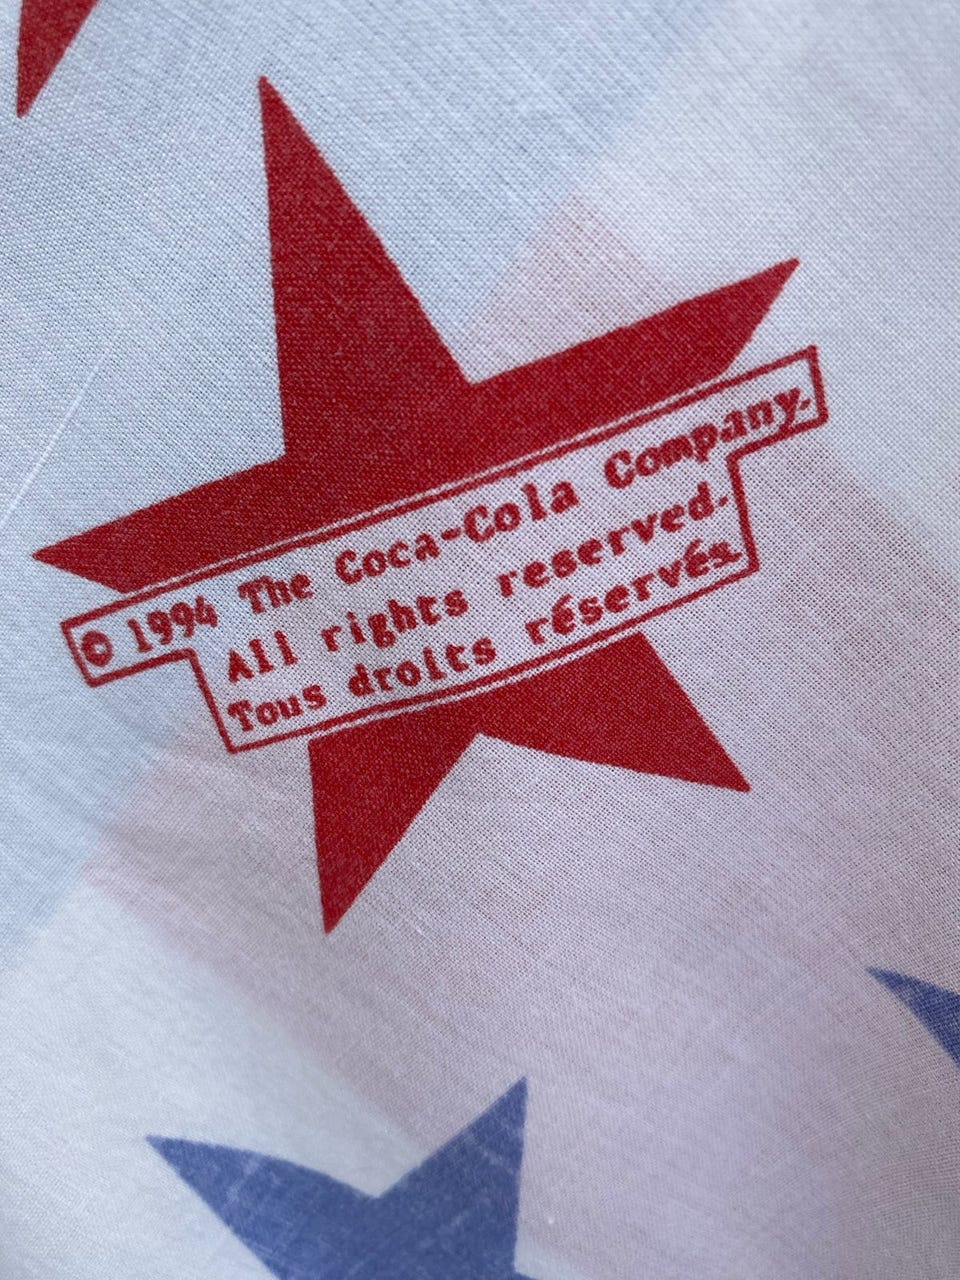 © 1994 The Coca-Cola Company.
All rights reserved.
Tous droits réservés